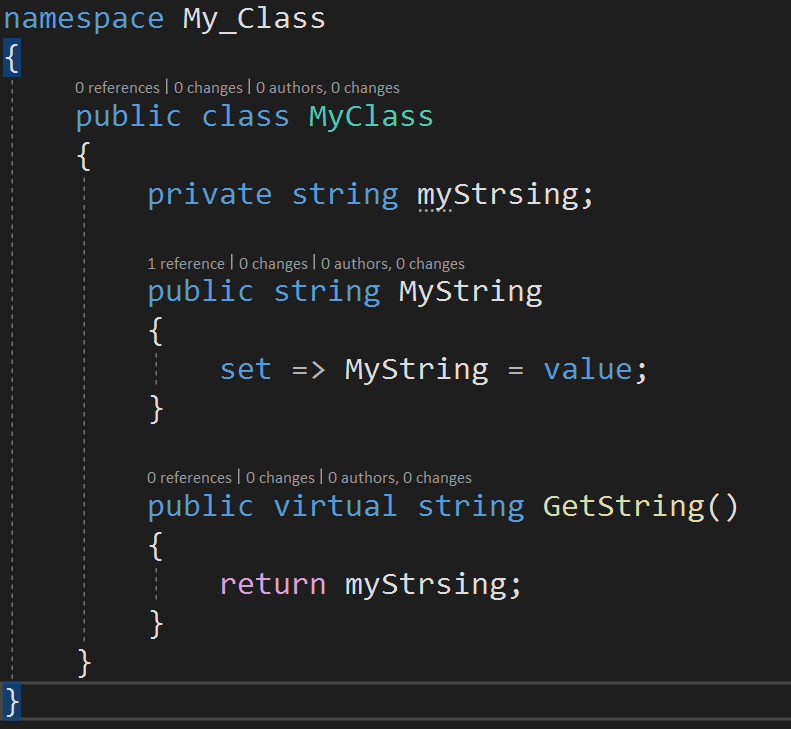 namespace My_Class
{
0 references | 0 changes | 0 authors, 0 changes
public class MyClass
{
private string myStrsing;
1 reference | 0 changes | 0 authors, 0 changes
public string MyString
{
set => MyString = value;
}
0 references | 0 changes | 0 authors, 0 changes
public virtual string GetString()
{
return myStrsing;
}
}
}